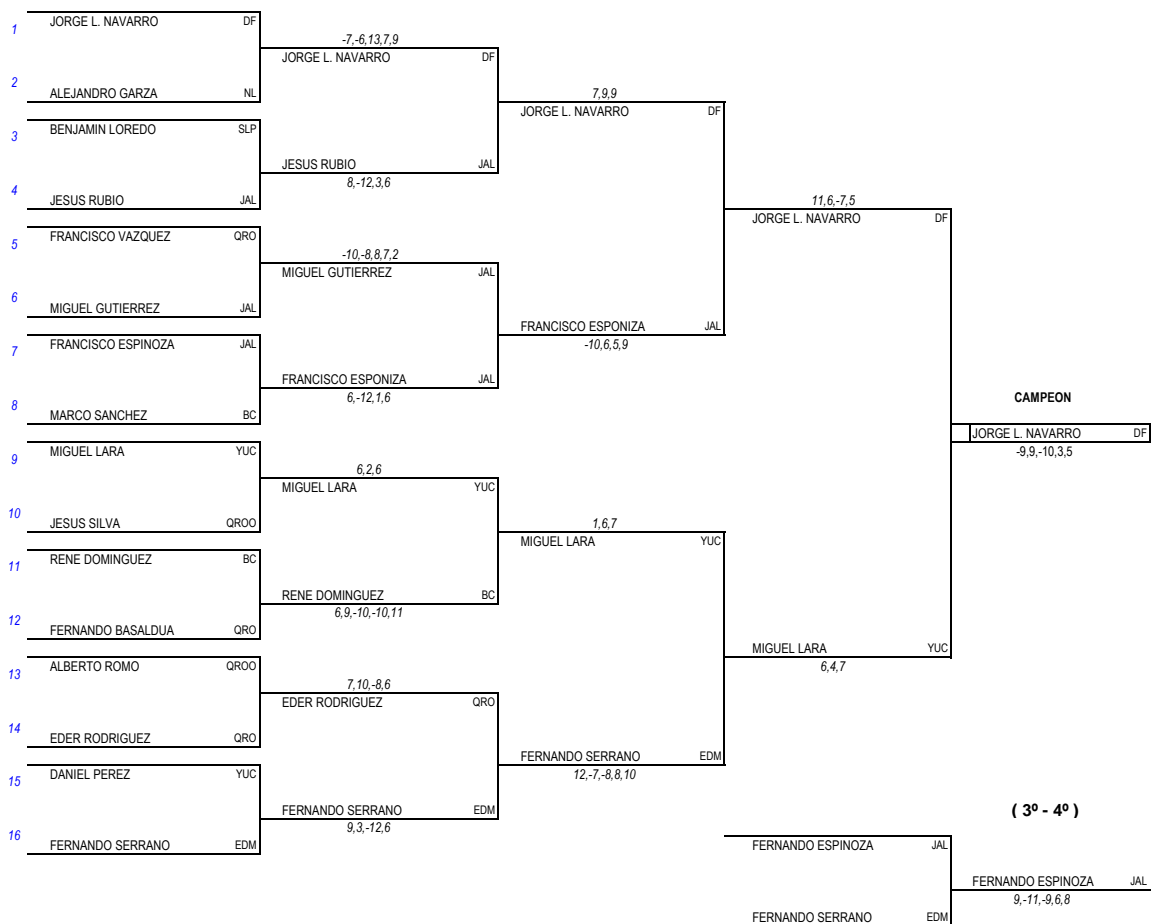 1 JORGE L. NAVARRO DF
2 ALEJANDRO GARZA NL
3 BENJAMIN LOREDO SLP
4 JESUS RUBIO JAL
5 FRANCISCO VAZQUEZ QRO
6 MIGUEL GUTIERREZ JAL
7 FRANCISCO ESPINOZA JAL
8 MARCO SANCHEZ BC
9 MIGUEL LARA YUC
10 JESUS SILVA QROO
11 RENE DOMINGUEZ BC
12 FERNANDO BASALDUA QRO
13 ALBERTO ROMO QROO
14 EDER RODRIGUEZ QRO
15 DANIEL PEREZ YUC
16 FERNANDO SERRANO EDM
-7,-6,13,7,9
JORGE L. NAVARRO DF
JESUS RUBIO JAL
8,-12,3,6
-10,-8,8,7,2
MIGUEL GUTIERREZ JAL
FRANCISCO ESPONIZA JAL
6,-12,1,6
6,2,6
MIGUEL LARA YUC
RENE DOMINGUEZ BC
6,9,-10,-10,11
7,10,-8,6
EDER RODRIGUEZ QRO
FERNANDO SERRANO EDM
9,3,-12,6
7,9,9
JORGE L. NAVARRO DF
FRANCISCO ESPONIZA JAL
-10,6,5,9
1,6,7
MIGUEL LARA YUC
FERNANDO SERRANO EDM
12,-7,-8,8,10
11,6,-7,5
JORGE L. NAVARRO DF
MIGUEL LARA YUC
6,4,7
CAMPEON
JORGE L. NAVARRO DF
-9,9,-10,3,5
( 3º - 4º )
FERNANDO ESPINOZA JAL
FERNANDO SERRANO EDM
FERNANDO ESPINOZA JAL
9,-11,-9,6,8